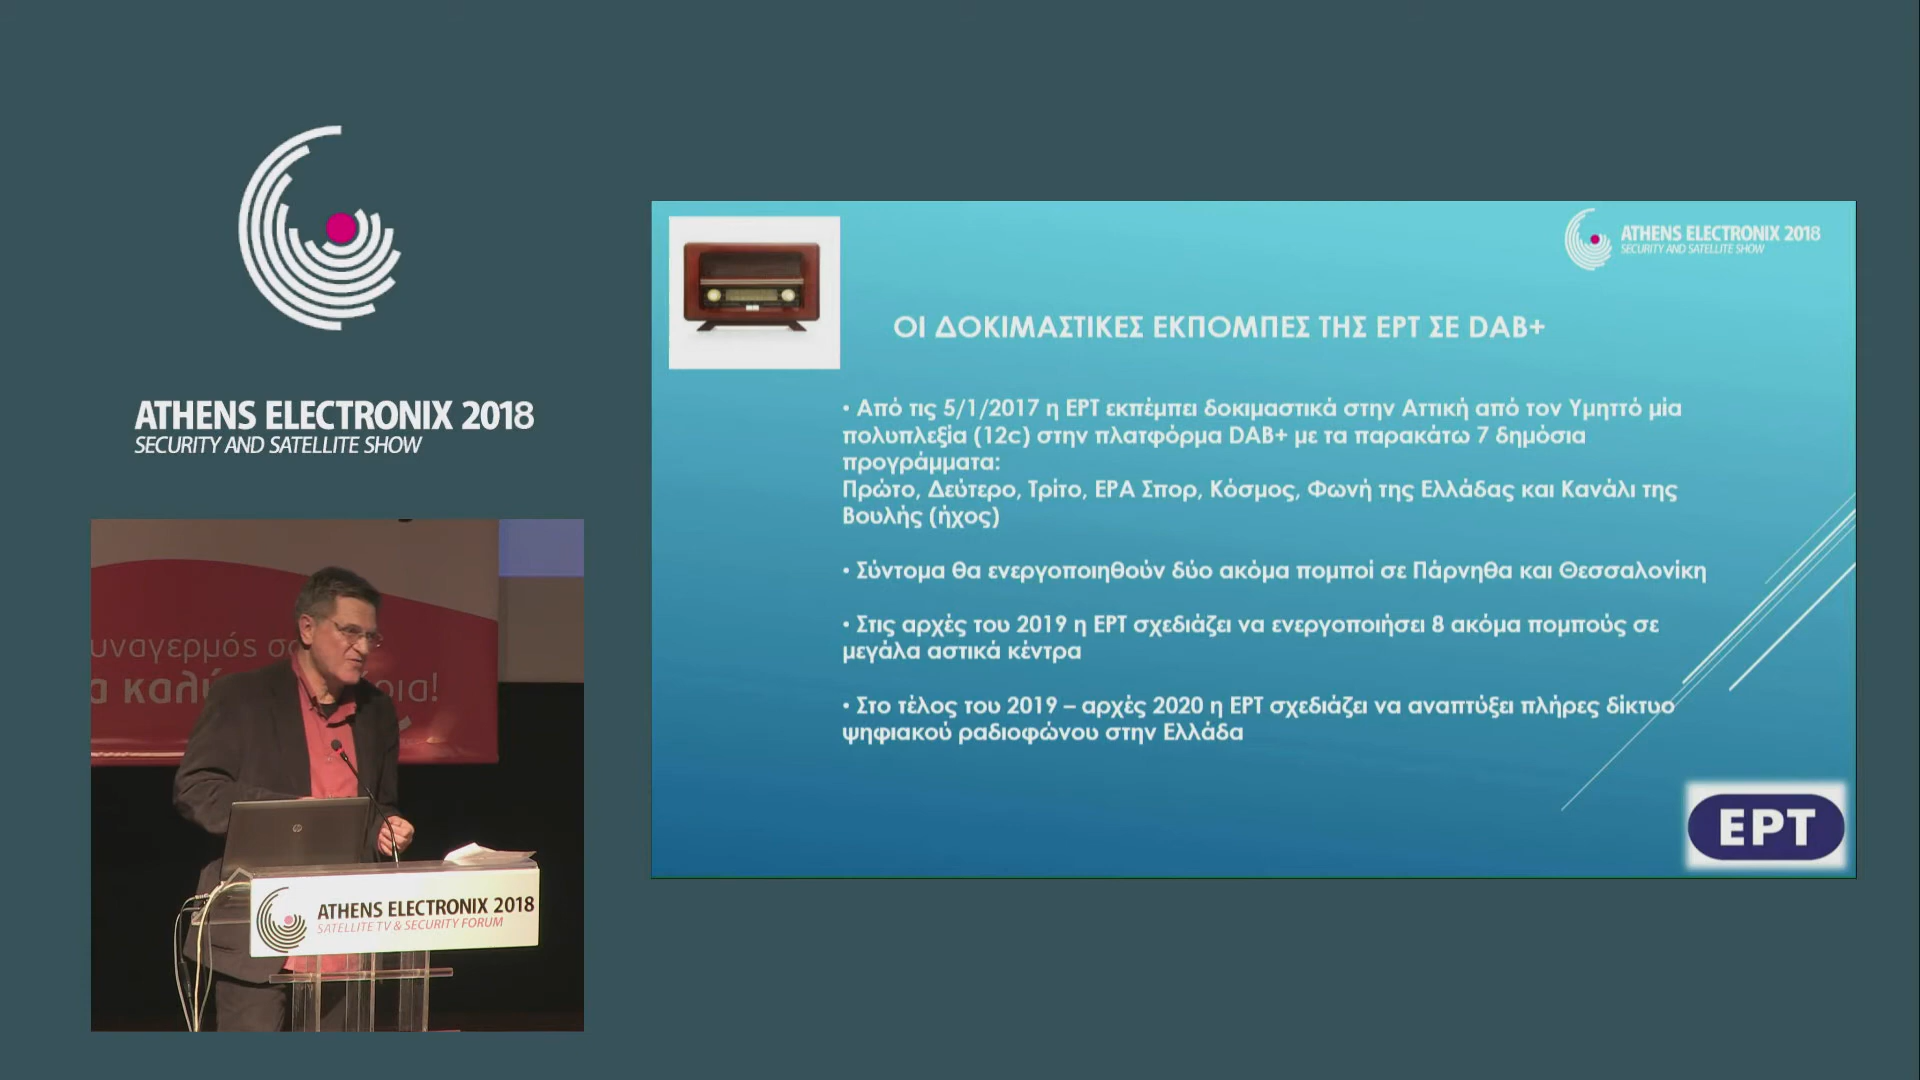 ATHENS ELECTRONIX 2018
SECURITY AND SATELLITE SHOW
ATHENS ELECTRONIX 2018
SECURITY AND SATELLITE SHOW
ΟΙ ΔΟΚΙΜΑΣΤΙΚΕΣ ΕΚΠΟΜΠΕΣ ΤΗΣ ΕΡΤ ΣΕ DAB+
• Από τις 5/1/2017 η ΕΡΤ εκπέμπει δοκιμαστικά στην Αττική από τον Υμηττό μία
πολυπλεξία (12c) στην πλατφόρμα DAB+ με τα παρακάτω 7 δημόσια
προγράμματα:
Πρώτο, Δεύτερο, Τρίτο, ΕΡΑ Σπορ, Κόσμος, Φωνή της Ελλάδας και Κανάλι της
Βουλής (ήχος)
• Σύντομα θα ενεργοποιηθούν δύο ακόμα πομποί σε Πάρνηθα και Θεσσαλονίκη
• Στις αρχές του 2019 η ΕΡΤ σχεδιάζει να ενεργοποιήσει 8 ακόμα πομπούς σε
μεγάλα αστικά κέντρα
• Στο τέλος του 2019 – αρχές 2020 η ΕΡΤ σχεδιάζει να αναπτύξει πλήρες δίκτυο
ψηφιακού ραδιοφώνου στην Ελλάδα
ΕΡΤ
ATHENS ELECTRONIX 2018
SATELLITE TV & SECURITY FORUM